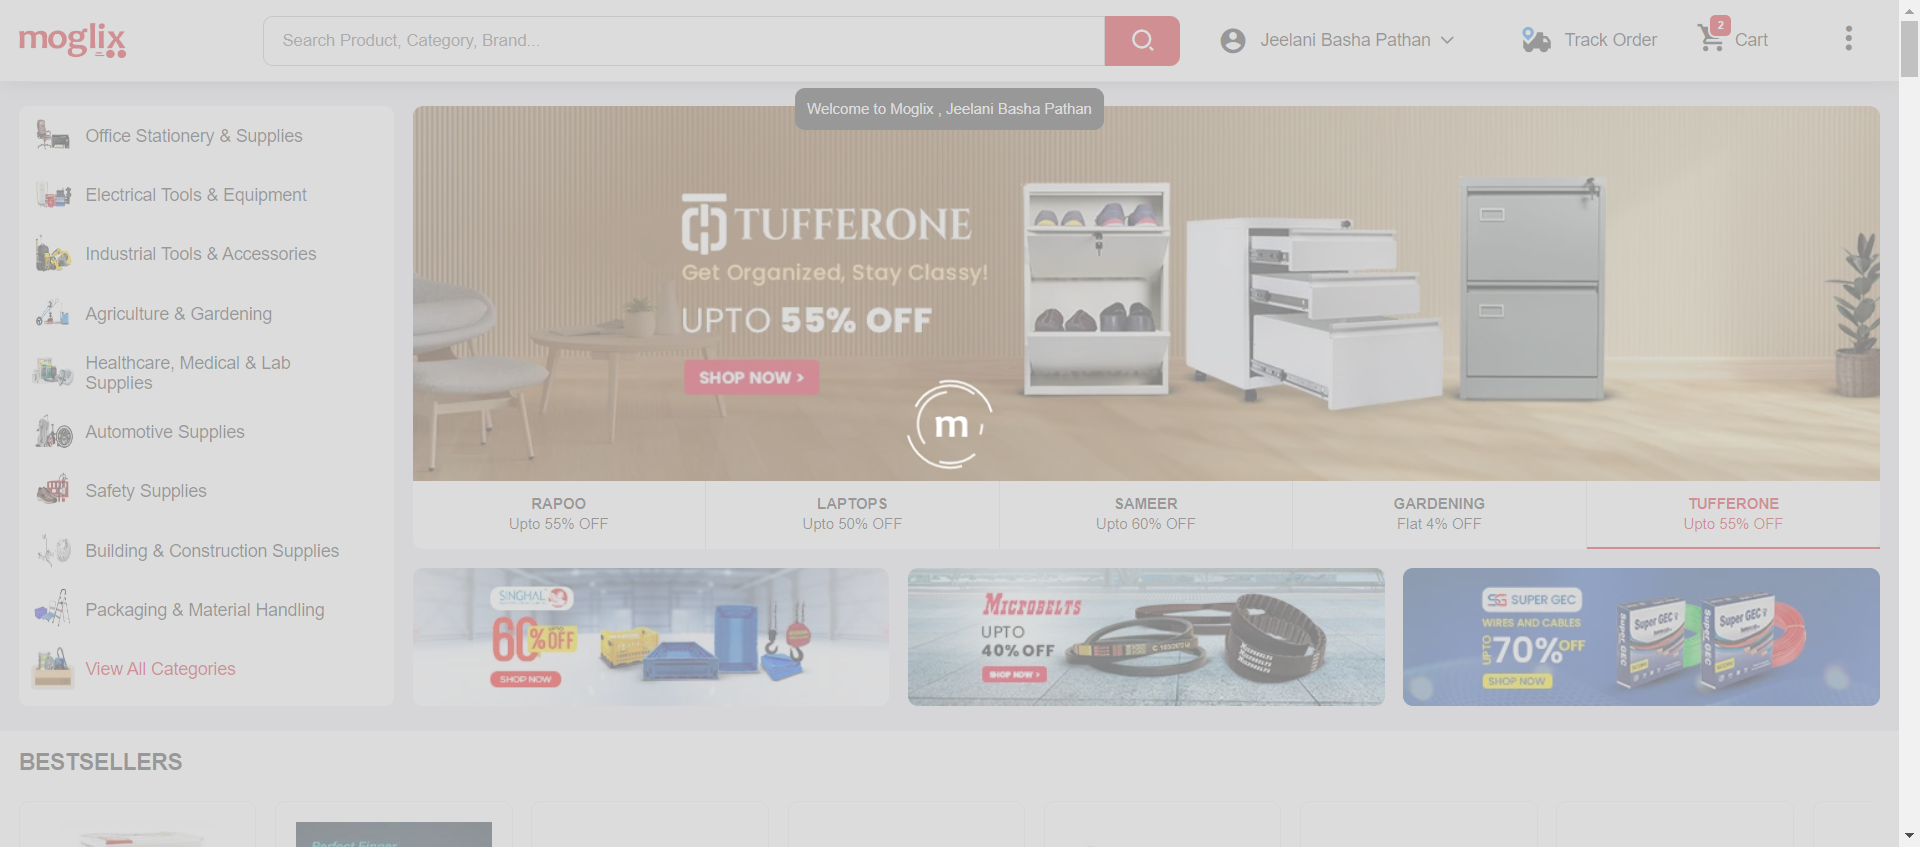 moglix
Search Product, Category, Brand...
Jeelani Basha Pathan
Track Order
2
Cart
Welcome to Moglix , Jeelani Basha Pathan
Office Stationery & Supplies
Electrical Tools & Equipment
Industrial Tools & Accessories
Agriculture & Gardening
Healthcare, Medical & Lab
Supplies
Automotive Supplies
Safety Supplies
Building & Construction Supplies
Packaging & Material Handling
View All Categories
TUFFERONE
Get Organized, Stay Classy!
UPTO 55% OFF
SHOP NOW >
m
RAPOO
Upto 55% OFF
LAPTOPS
Upto 50% OFF
SAMEER
Upto 60% OFF
GARDENING
Flat 4% OFF
TUFFERONE
Upto 55% OFF
SINGHAL
60% OFF
SHOP NOW
MICROBELTS
UPTO
40% OFF
SHOP NOW >
SG SUPER GEC
WIRES AND CABLES
UPTO 70% OFF
SHOP NOW
Super GEC
Super GEC
Super GEC
Super GEC
BESTSELLERS
Perfect Finger